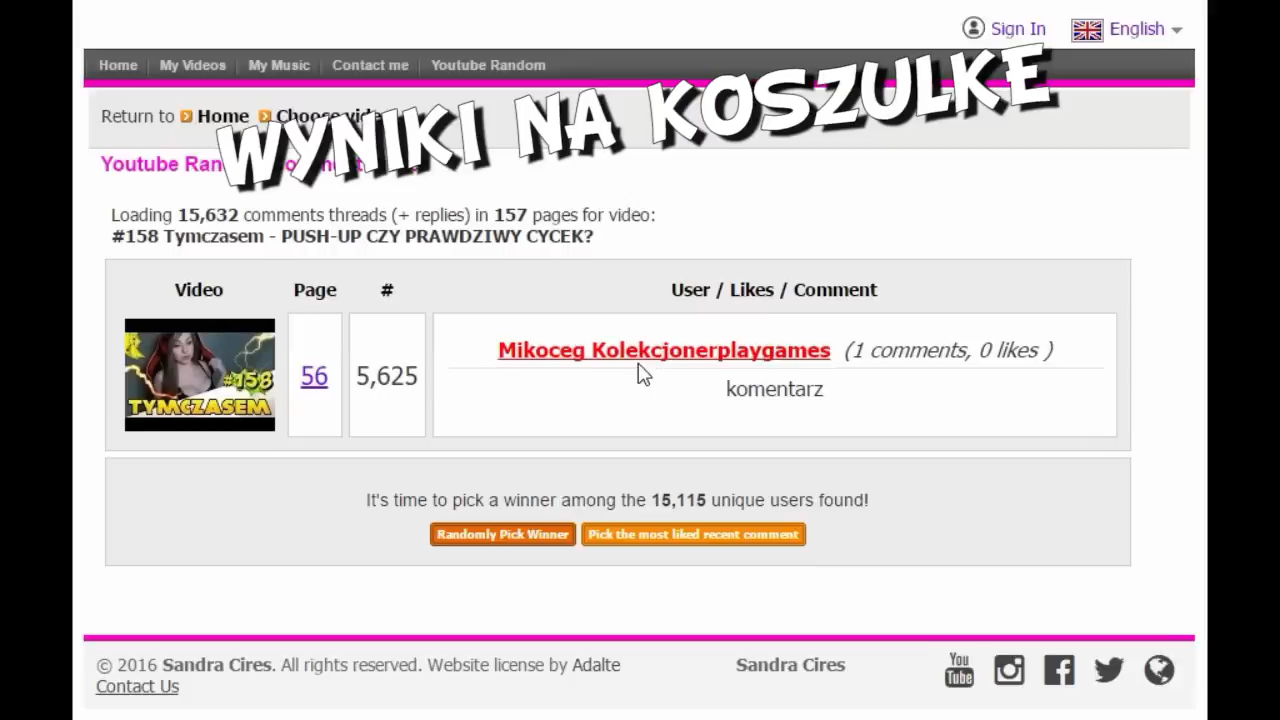 Sign In English
Home My Videos My Music Contact me Youtube Random
WYNIKI NA KOSZULKE
Return to Home
Youtube
Loading 15,632 comments threads (+ replies) in 157 pages for video:
#158 Tymczasem - PUSH-UP CZY PRAWDZIWY CYCEK?
Video Page # User / Likes / Comment
#158
TYMCZASEM
56 5,625
Mikoceg Kolekcjonerplaygames (1 comments, 0 likes )
komentarz
It's time to pick a winner among the 15,115 unique users found!
Randomly Pick Winner Pick the most liked recent comment
© 2016 Sandra Cires. All rights reserved. Website license by Adalte
Contact Us
Sandra Cires
You
Tube